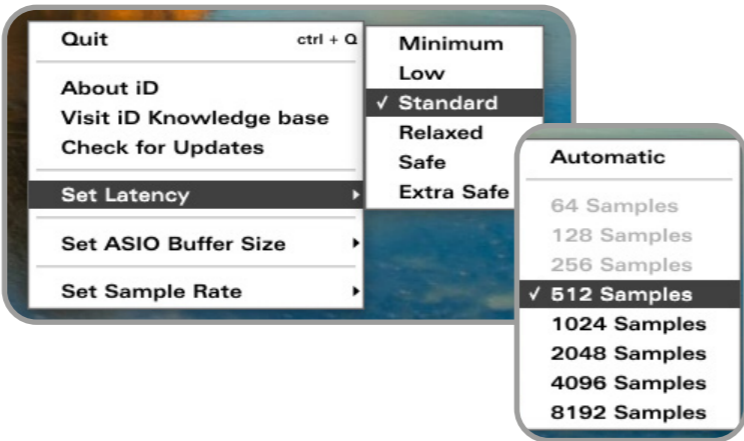 Quit ctrl + Q
About iD
Visit iD Knowledge base
Check for Updates
Set Latency
Set ASIO Buffer Size
Set Sample Rate
Minimum
Low
✓ Standard
Relaxed
Safe
Extra Safe
Automatic
64 Samples
128 Samples
256 Samples
✓ 512 Samples
1024 Samples
2048 Samples
4096 Samples
8192 Samples